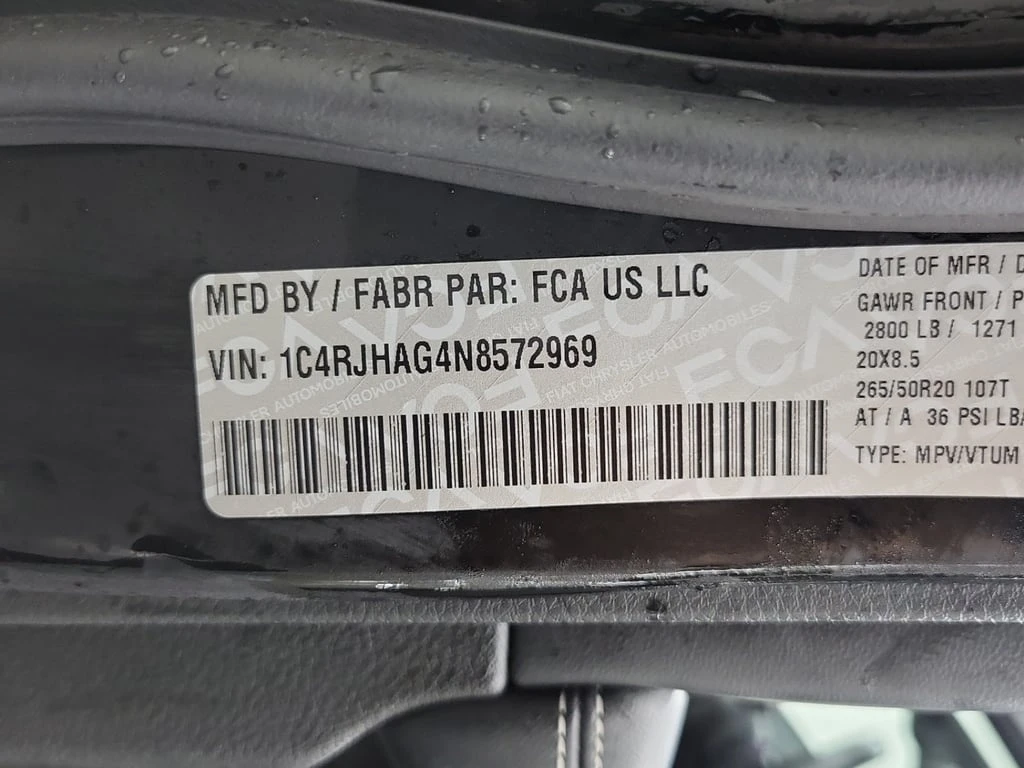 MFD BY / FABR PAR: FCA US LLC
VIN: 1C4RJHAG4N8572969
DATE OF MFR / D
GAWR FRONT / P
2800 LB / 1271
20X8.5
265/50R20 107T
AT / A 36 PSI LB/
TYPE: MPV/VTUM